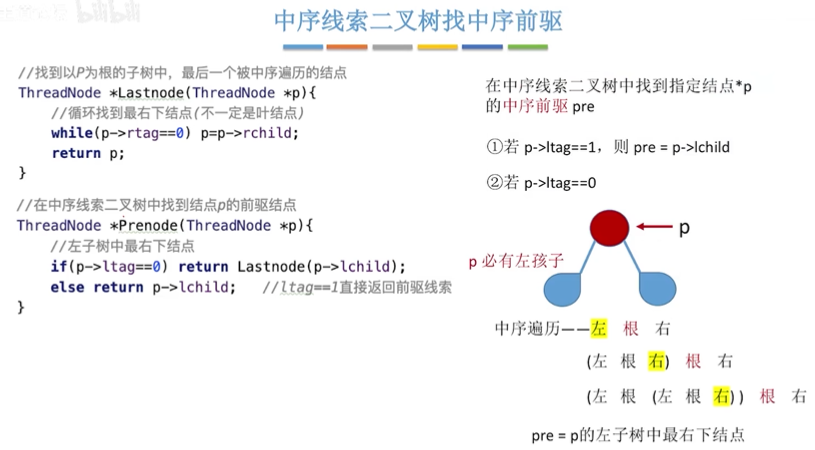 bilibili
中序线索二叉树找中序前驱
//找到以P为根的子树中，最后一个被中序遍历的结点
ThreadNode *Lastnode(ThreadNode *p){
//循环找到最右下结点(不一定是叶结点)
while(p->rtag==0) p=p->rchild;
return p;
}
//在中序线索二叉树中找到结点p的前驱结点
ThreadNode *Prenode(ThreadNode *p){
//左子树中最右下结点
if(p->ltag==0) return Lastnode(p->lchild);
else return p->lchild; //ltag==1直接返回前驱线索
}
在中序线索二叉树中找到指定结点*p
的中序前驱 pre
①若 p->ltag==1，则 pre = p->lchild
②若 p->ltag==0
p
p 必有左孩子
中序遍历——左 根 右
(左 根 右) 根 右
(左 根 (左 根 右)) 根 右
pre = p的左子树中最右下结点